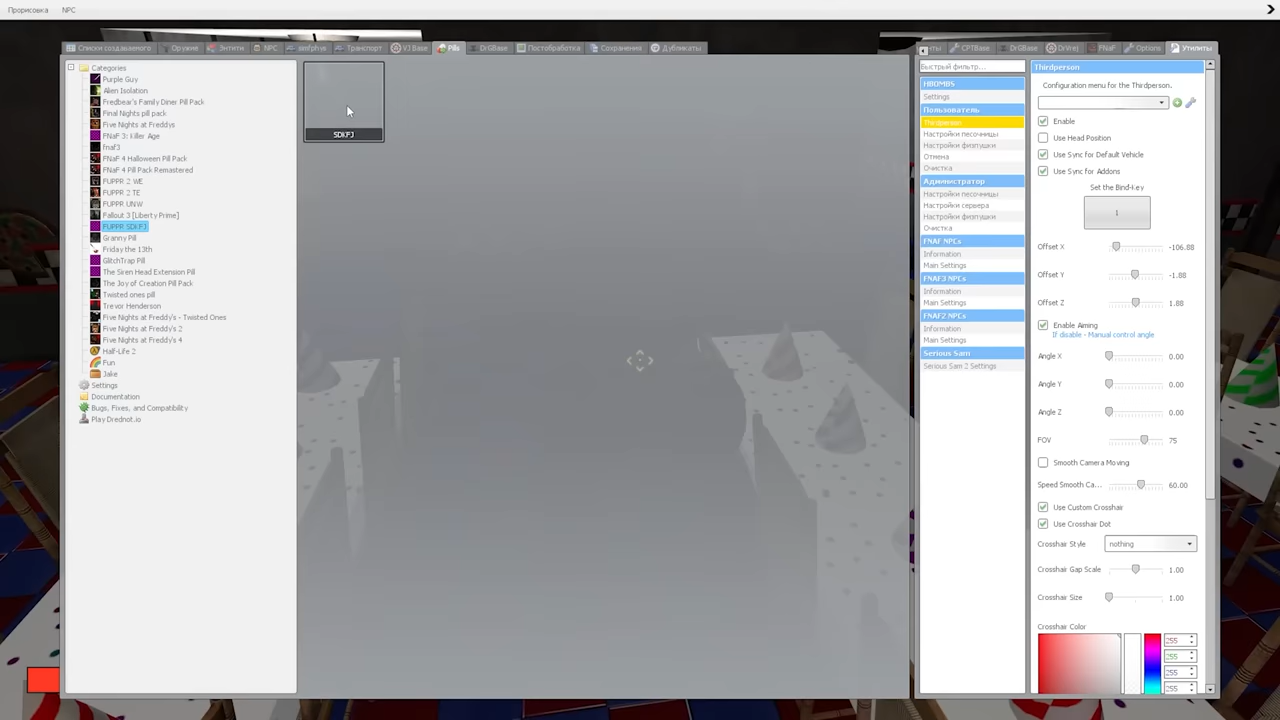 Прорисовка NPC
Списки создаваемого Оружие Энтити NPC simfphys Транспорт VJ Base Pills DrGBase Постобработка Сохранения Дубликаты
CPTBase DrGBase DrVrej FNaF Options Утилиты
Categories
Purple Guy
Alien Isolation
Fredbear's Family Diner Pill Pack
Final Nights pill pack
Five Nights at Freddys
FNaF 3: Killer Age
fnaf3
FNAF 4 Halloween Pill Pack
FNAF 4 Pill Pack Remastered
FUPPR 2 WE
FUPPR 2 TE
FUPPR UNW
Fallout 3 [Liberty Prime]
FUPPR SDKFJ
Granny Pill
Friday the 13th
GlitchTrap Pill
The Siren Head Extension Pill
The Joy of Creation Pill Pack
Twisted ones pill
Trevor Henderson
Five Nights at Freddy's - Twisted Ones
Five Nights at Freddy's 2
Five Nights at Freddy's 4
Half-Life 2
Fun
Jake
Settings
Documentation
Bugs, Fixes, and Compatibility
Play Drednot.io
SDKFJ
Быстрый фильтр...
HBOMBS
Settings
Пользователь
Thirdperson
Настройки песочницы
Настройки физпушки
Отмена
Очистка
Администратор
Настройки песочницы
Настройки сервера
Настройки физпушки
Очистка
FNAF NPCs
Information
Main Settings
FNAF3 NPCs
Information
Main Settings
FNAF2 NPCs
Information
Main Settings
Serious Sam
Serious Sam 2 Settings
Thirdperson
Configuration menu for the Thirdperson.
Enable
Use Head Position
Use Sync for Default Vehicle
Use Sync for Addons
Set the Bind-key
Offset X -106.88
Offset Y -1.88
Offset Z 1.88
Enable Aiming
If disable - Manual control angle
Angle X 0.00
Angle Y 0.00
Angle Z 0.00
FOV 75
Smooth Camera Moving
Speed Smooth Ca... 60.00
Use Custom Crosshair
Use Crosshair Dot
Crosshair Style nothing
Crosshair Gap Scale 1.00
Crosshair Size 1.00
Crosshair Color
255
255
255
255